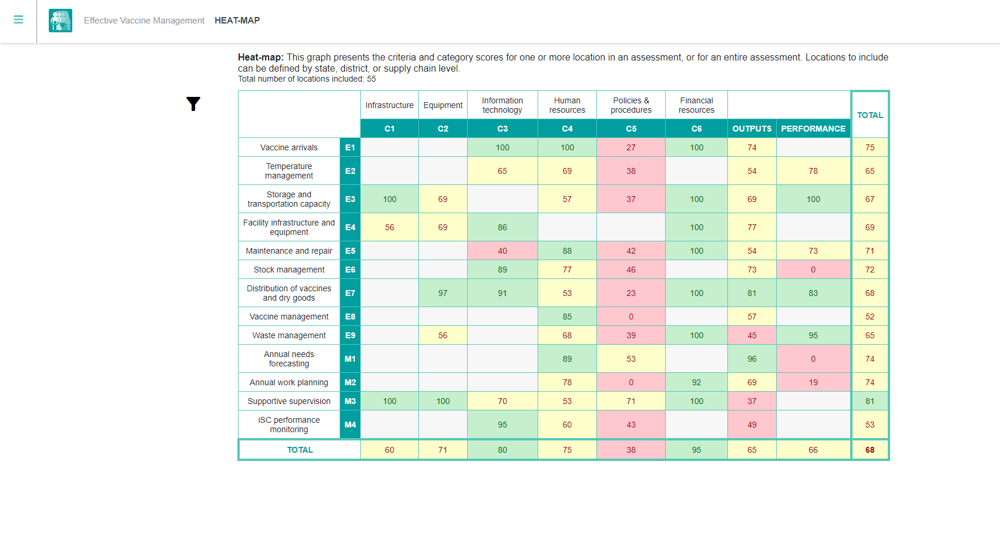 Effective Vaccine Management HEAT-MAP
Heat-map: This graph presents the criteria and category scores for one or more location in an assessment, or for an entire assessment. Locations to include
can be defined by state, district, or supply chain level.
Total number of locations included: 55
Infrastructure Equipment Information technology Human resources Policies & procedures Financial resources TOTAL
C1 C2 C3 C4 C5 C6 OUTPUTS PERFORMANCE
Vaccine arrivals E1 100 100 27 100 74 75
Temperature management E2 65 69 38 54 78 65
Storage and transportation capacity E3 100 69 57 37 100 69 100 67
Facility infrastructure and equipment E4 56 69 86 100 77 69
Maintenance and repair E5 40 88 42 100 54 73 71
Stock management E6 89 77 46 73 0 72
Distribution of vaccines and dry goods E7 97 91 53 23 100 81 83 68
Vaccine management E8 85 0 57 52
Waste management E9 56 68 39 100 45 95 65
Annual needs forecasting M1 89 53 96 0 74
Annual work planning M2 78 0 92 69 19 74
Supportive supervision M3 100 100 70 53 71 100 37 81
iSC performance monitoring M4 95 60 43 49 53
TOTAL 60 71 80 75 38 95 65 66 68